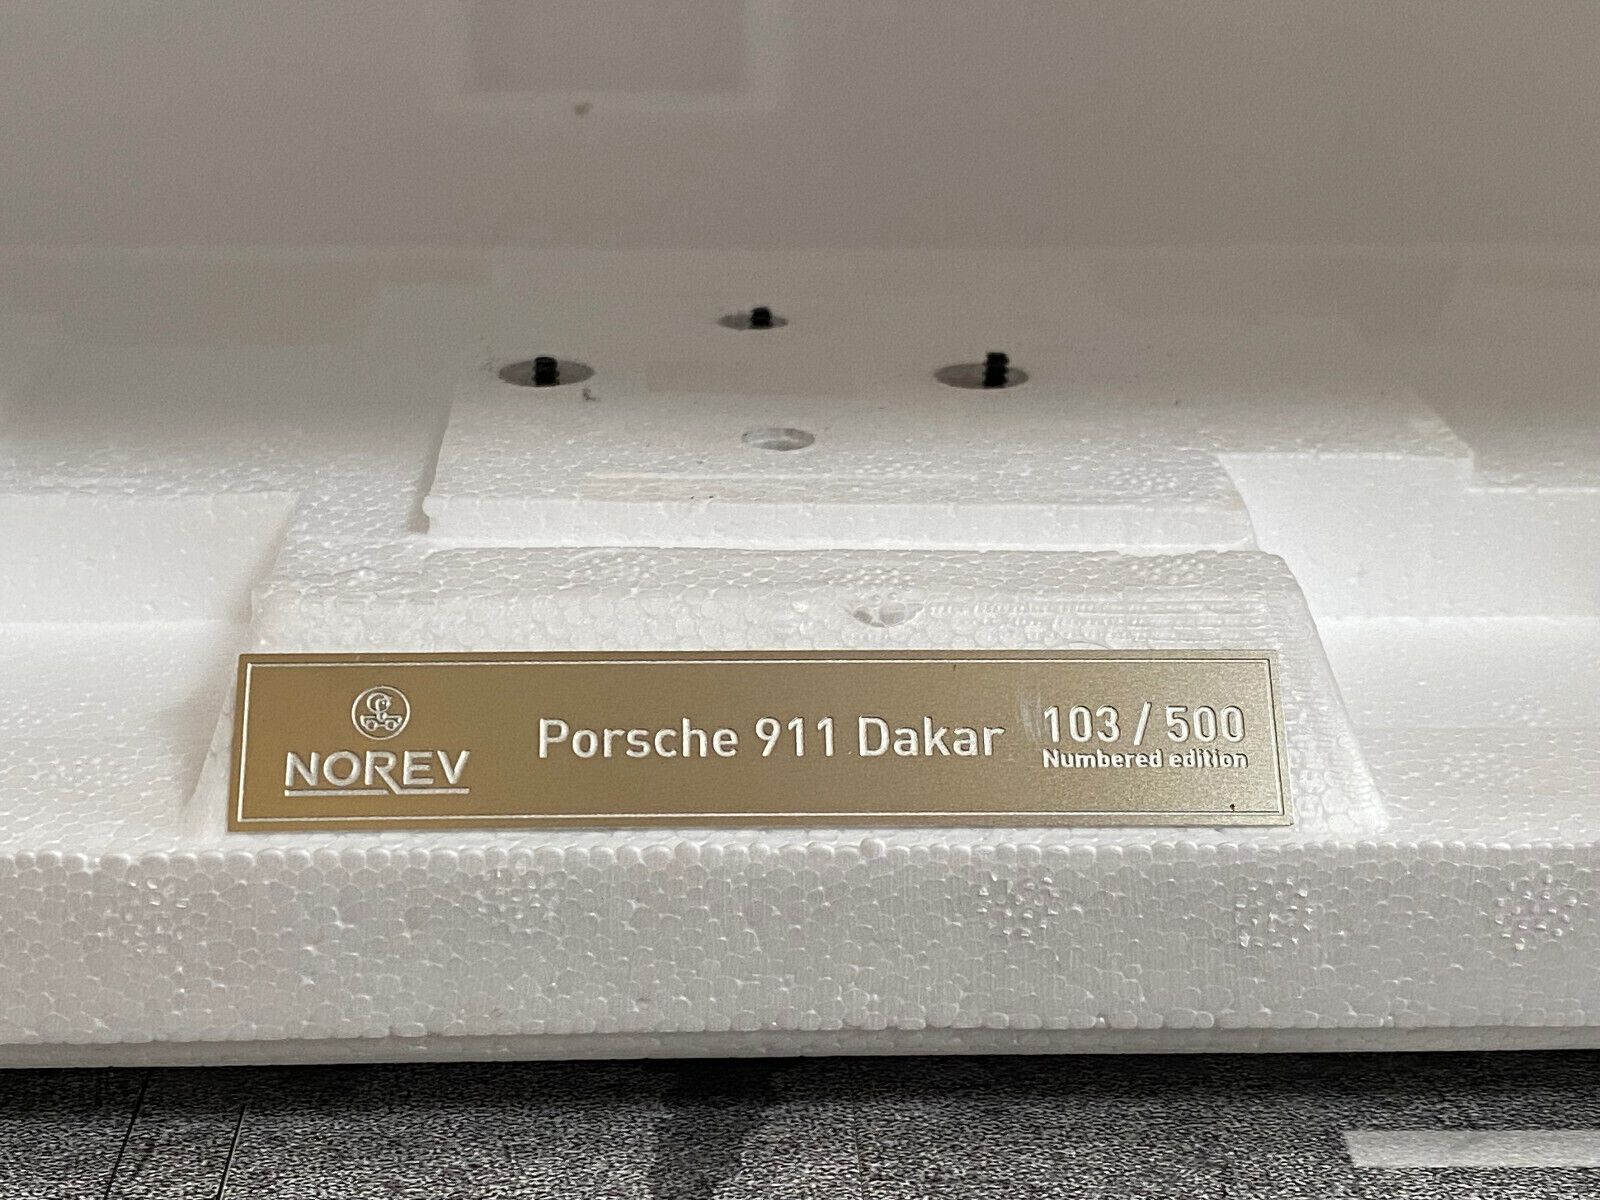 NOREV
Porsche 911 Dakar
103 / 500
Numbered edition